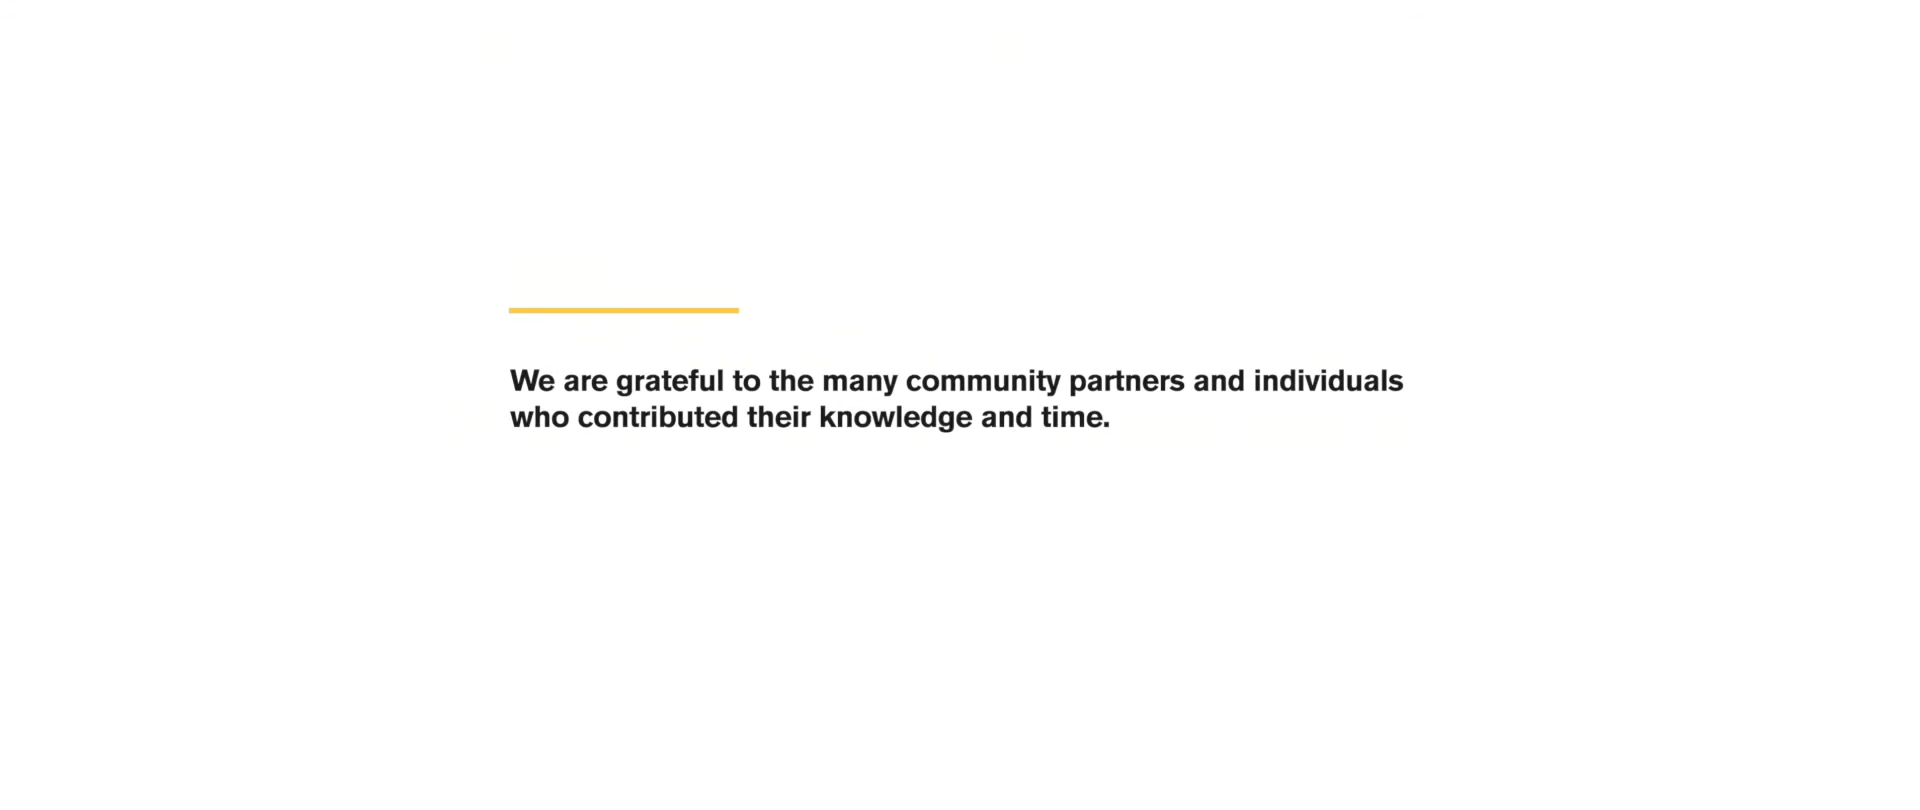 We are grateful to the many community partners and individuals
who contributed their knowledge and time.